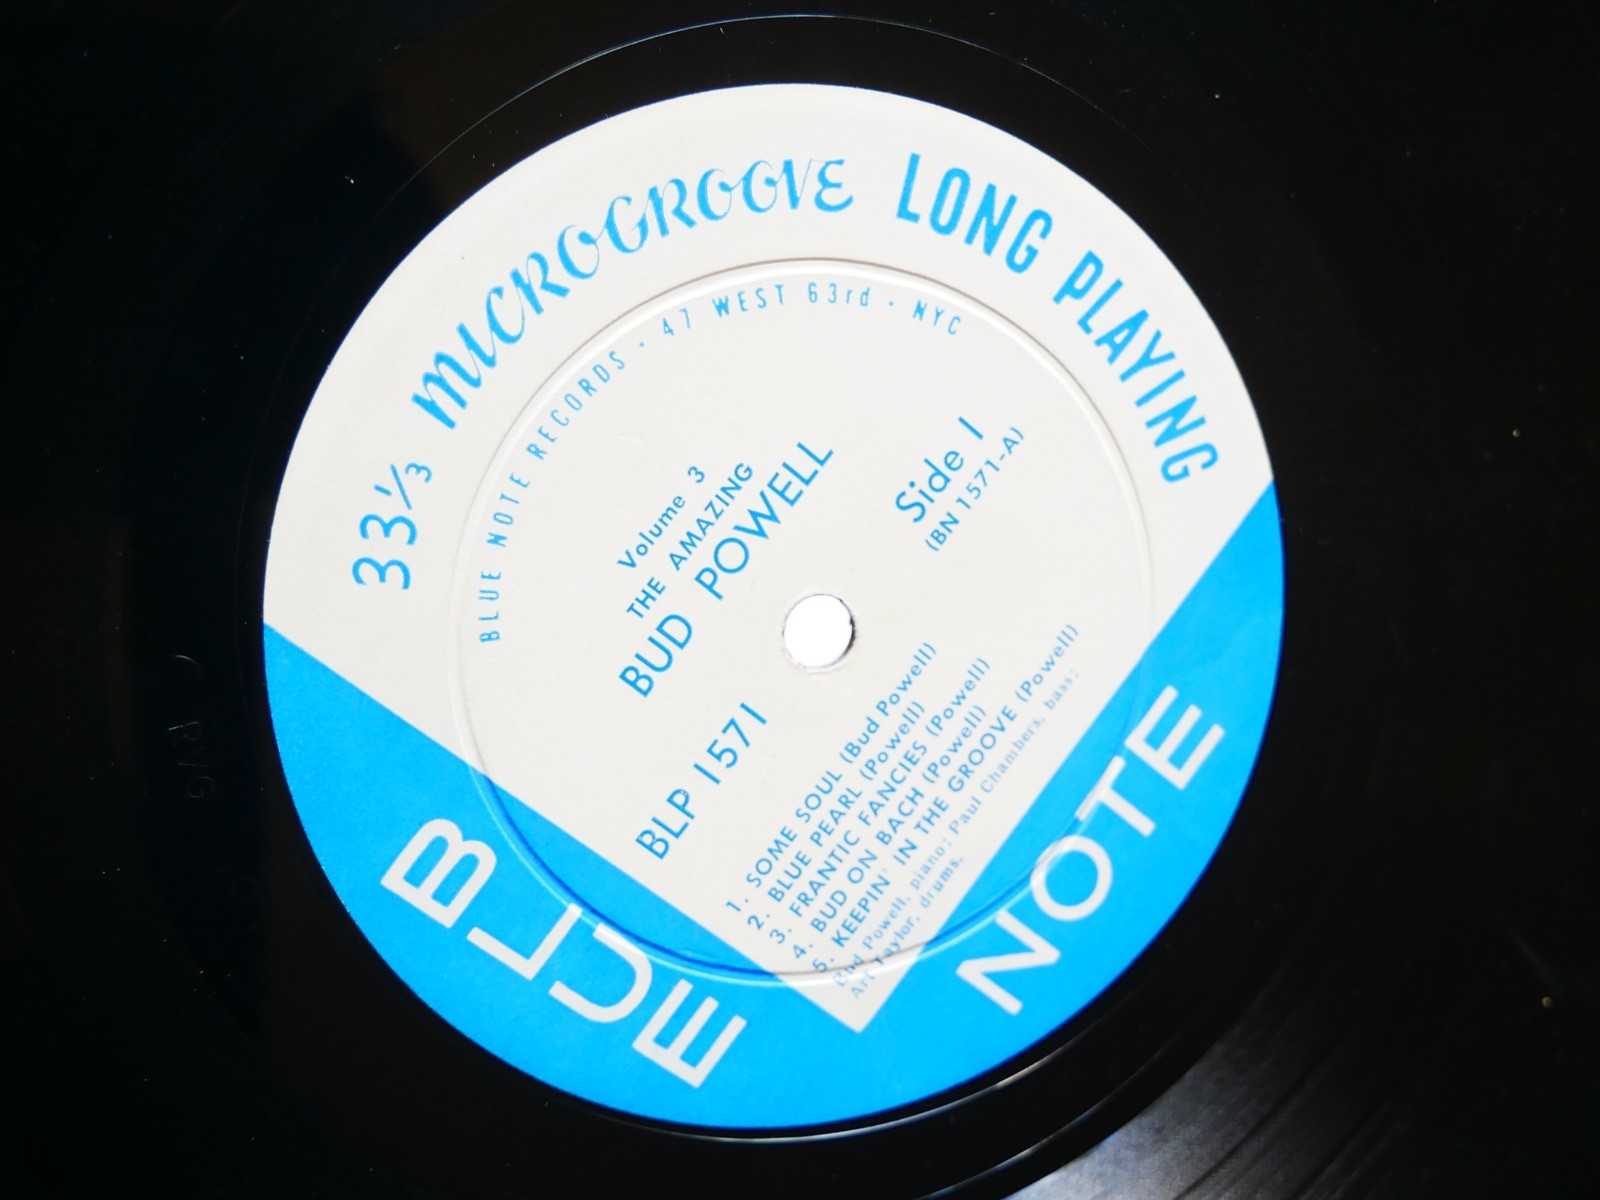 33⅓ MICROGROOVE LONG PLAYING
BLUE NOTE RECORDS · 47 WEST 63rd · NYC
Volume 3
THE AMAZING
BUD POWELL
Side 1
(BN 1571-A)
BLP 1571
1. SOME SOUL (Bud Powell)
2. BLUE PEARL (Powell)
3. FRANTIC FANCIES (Powell)
4. BUD ON BACH (Powell)
5. KEEPIN' IN THE GROOVE (Powell)
Bud Powell, piano; Paul Chambers, bass;
Art Taylor, drums.
BLUE
NOTE
RVG